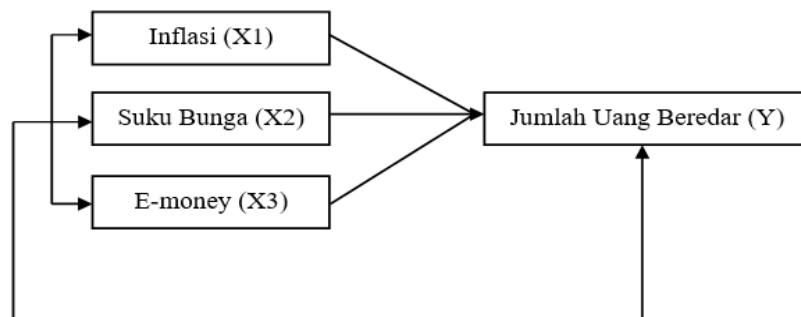 Inflasi (X1)
Suku Bunga (X2)
Jumlah Uang Beredar (Y)
E-money (X3)